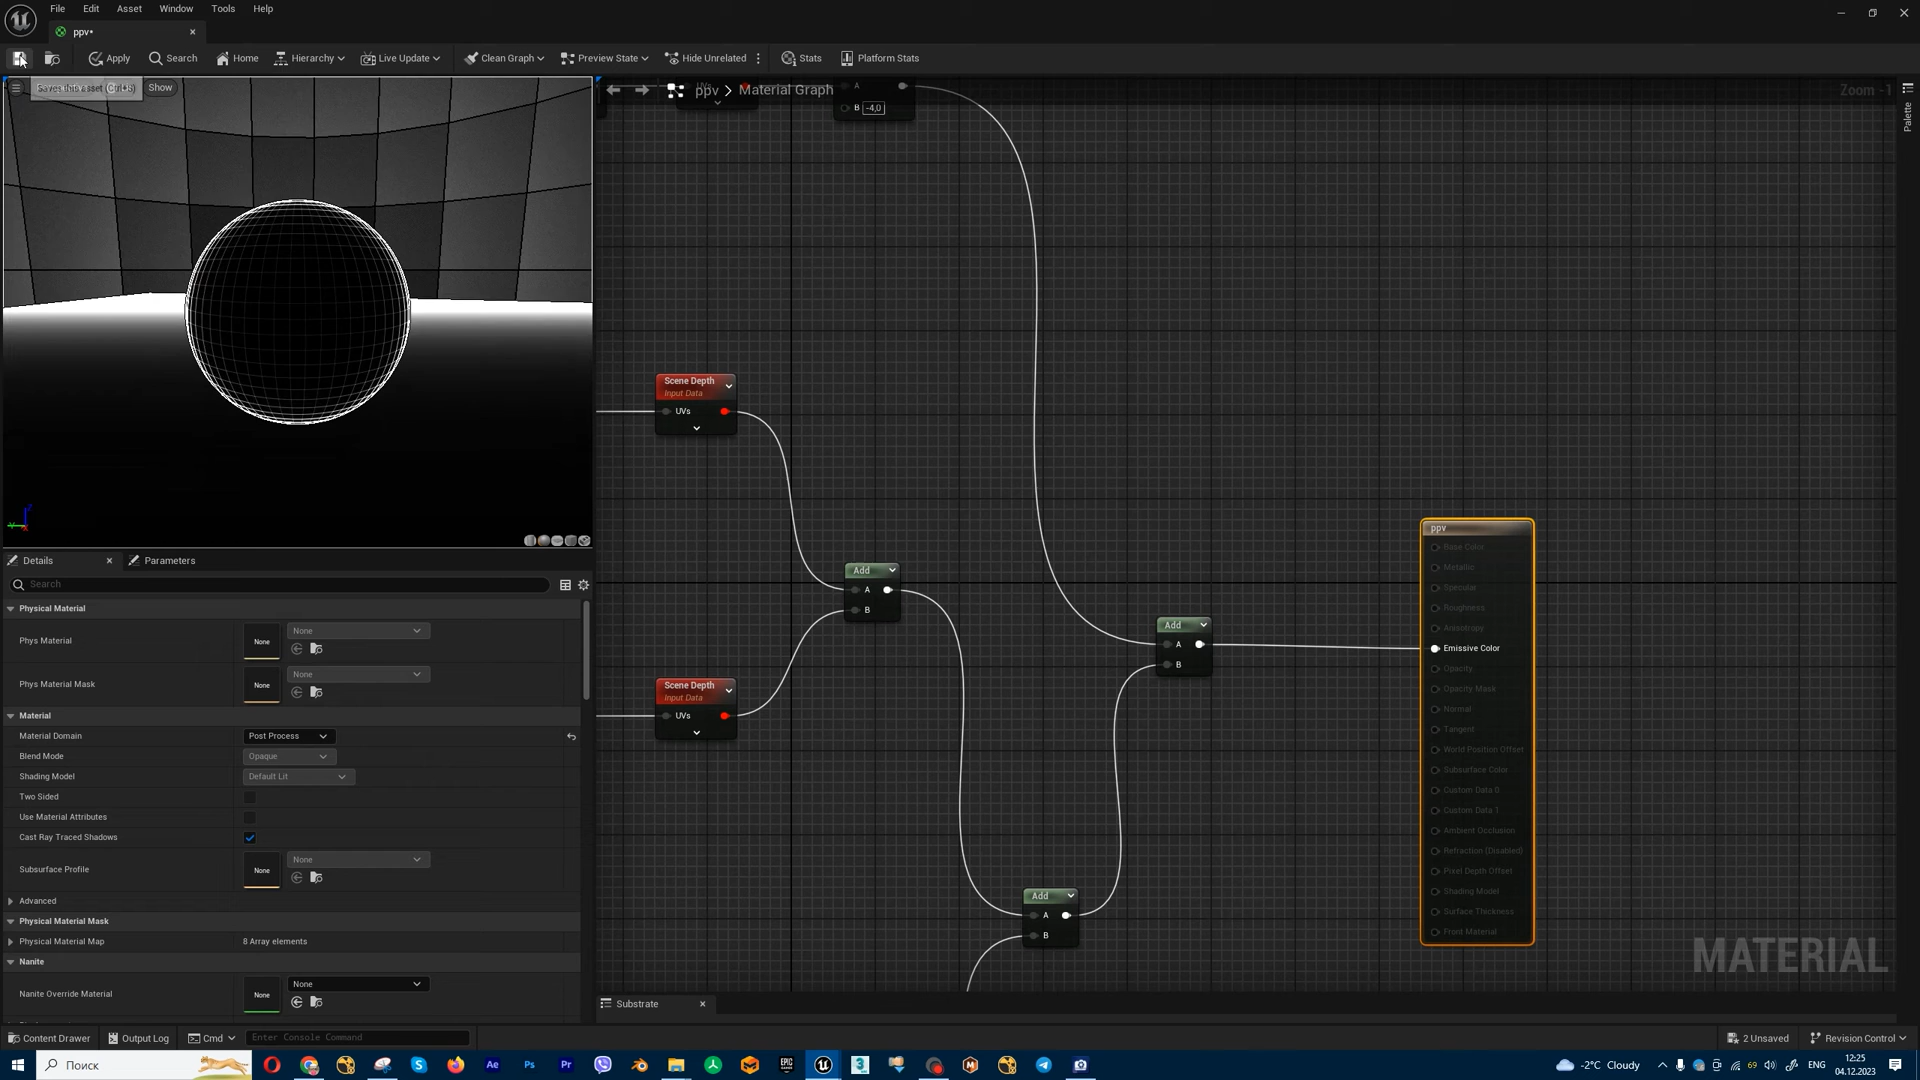 File Edit Asset Window Tools Help
ppv•
Apply Search Home Hierarchy Live Update Clean Graph Preview State Hide Unrelated Stats Platform Stats
Show
ppv > Material Graph
Zoom -1
Palette
A
B -4,0
Scene Depth
Input Data
UVs
Add
A
B
Scene Depth
Input Data
UVs
Add
A
B
Add
A
B
ppv
Base Color
Metallic
Specular
Roughness
Anisotropy
Emissive Color
Opacity
Opacity Mask
Normal
Tangent
World Position Offset
Subsurface Color
Custom Data 0
Custom Data 1
Ambient Occlusion
Refraction (Disabled)
Pixel Depth Offset
Shading Model
Surface Thickness
Front Material
MATERIAL
Details Parameters
Search
Physical Material
Phys Material None None
Phys Material Mask None None
Material
Material Domain Post Process
Blend Mode Opaque
Shading Model Default Lit
Two Sided
Use Material Attributes
Cast Ray Traced Shadows
Subsurface Profile None None
Advanced
Physical Material Mask
Physical Material Map 8 Array elements
Nanite
Nanite Override Material None None
Substrate
Content Drawer Output Log Cmd Enter Console Command
2 Unsaved Revision Control
Поиск
-2°C Cloudy
69
ENG
12:25
04.12.2023